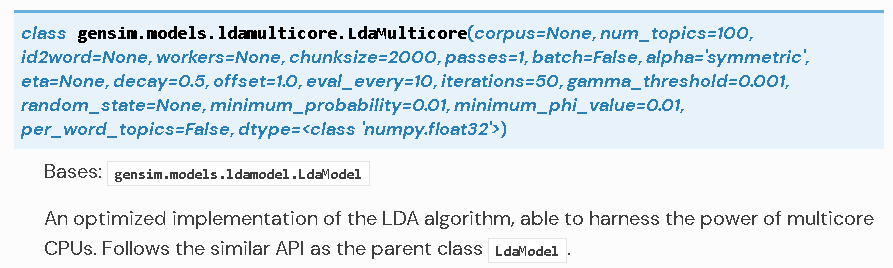 class gensim.models.ldamulticore.LdaMulticore(corpus=None, num_topics=100,
id2word=None, workers=None, chunksize=2000, passes=1, batch=False, alpha='symmetric',
eta=None, decay=0.5, offset=1.0, eval_every=10, iterations=50, gamma_threshold=0.001,
random_state=None, minimum_probability=0.01, minimum_phi_value=0.01,
per_word_topics=False, dtype=<class 'numpy.float32'>)
Bases: gensim.models.ldamodel.LdaModel
An optimized implementation of the LDA algorithm, able to harness the power of multicore
CPUs. Follows the similar API as the parent class LdaModel.